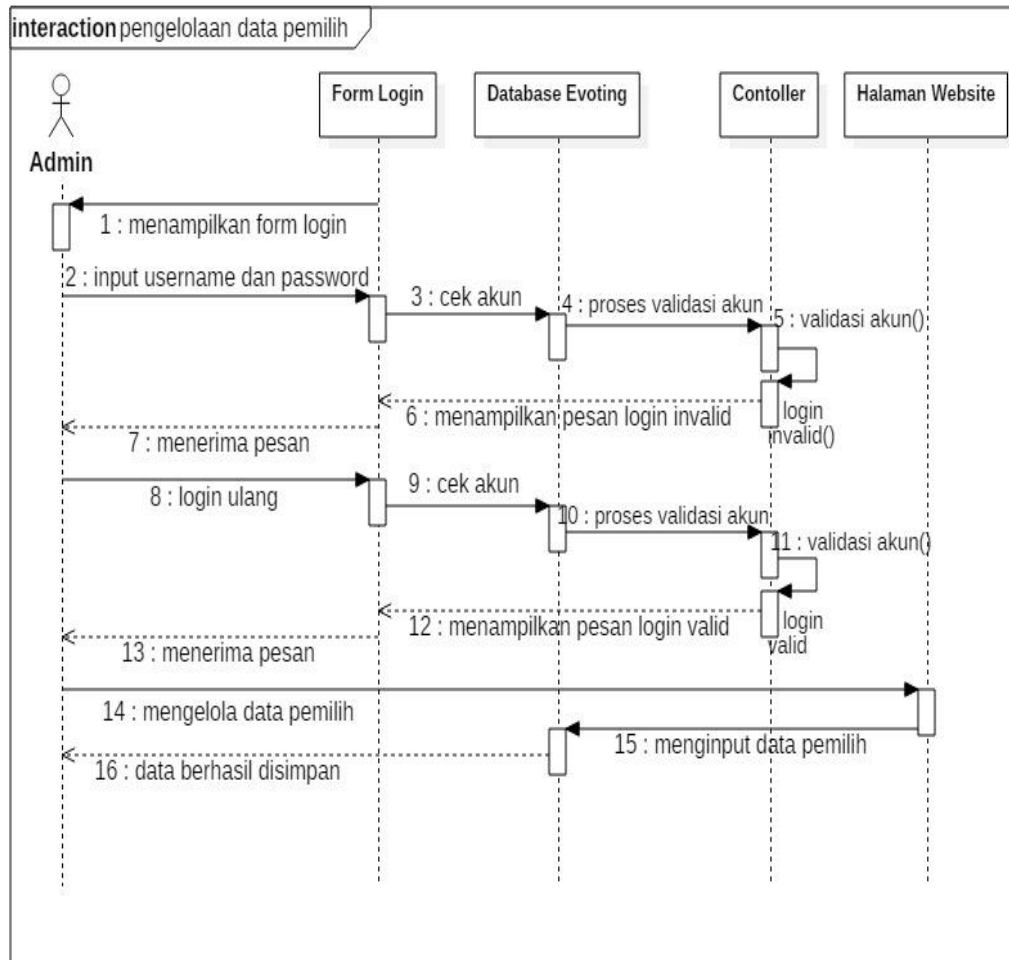 interaction pengelolaan data pemilih
Form Login
Database Evoting
Contoller
Halaman Website
Admin
1 : menampilkan form login
2 : input username dan password
3 : cek akun
4 : proses validasi akun
5 : validasi akun()
6 : menampilkan pesan login invalid
login
invalid()
7 : menerima pesan
8 : login ulang
9 : cek akun
10 : proses validasi akun
11 : validasi akun()
12 : menampilkan pesan login valid
login
valid
13 : menerima pesan
14 : mengelola data pemilih
15 : menginput data pemilih
16 : data berhasil disimpan